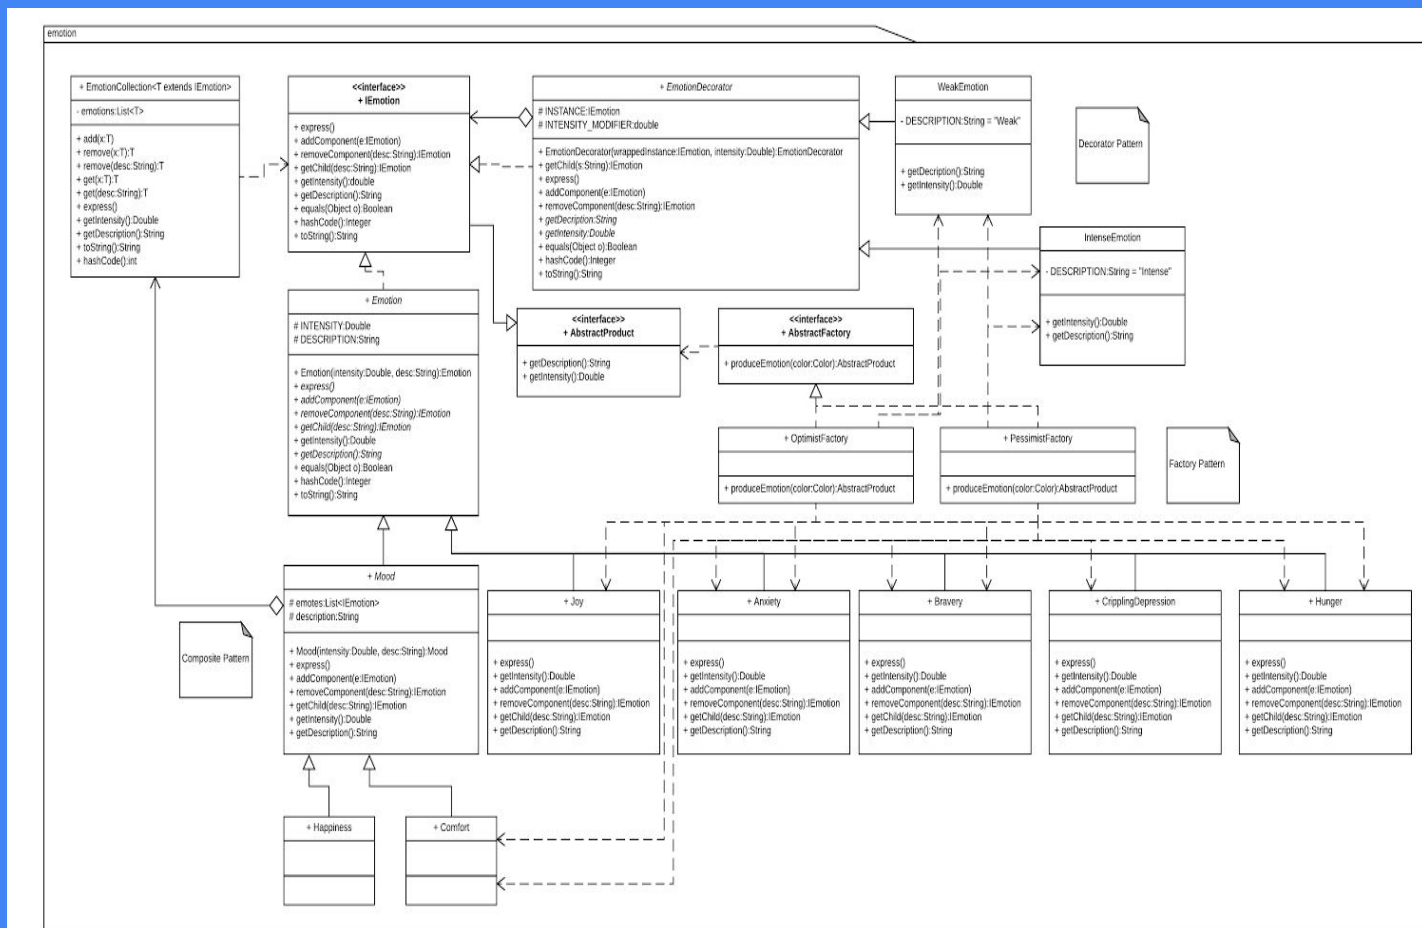 emotion
+ EmotionCollection<T extends IEmotion>
- emotions:List<T>
+ add(x:T)
+ remove(x:T):T
+ remove(desc:String):T
+ get(x:T):T
+ get(desc:String):T
+ express()
+ getIntensity():Double
+ getDescription():String
+ toString():String
+ hashCode():int
<<interface>>
+ IEmotion
+ express()
+ addComponent(e:IEmotion)
+ removeComponent(desc:String):IEmotion
+ getChild(desc:String):IEmotion
+ getIntensity():double
+ getDescription():String
+ equals(Object o):Boolean
+ hashCode():Integer
+ toString():String
+ EmotionDecorator
# INSTANCE:IEmotion
# INTENSITY_MODIFIER:double
+ EmotionDecorator(wrappedInstance:IEmotion, intensity:Double):EmotionDecorator
+ getChild(s:String):IEmotion
+ express()
+ addComponent(e:IEmotion)
+ removeComponent(desc:String):IEmotion
+ getDecription:String
+ getIntensity:Double
+ equals(Object o):Boolean
+ hashCode():Integer
+ toString():String
WeakEmotion
- DESCRIPTION:String = "Weak"
+ getDecription():String
+ getIntensity():Double
Decorator Pattern
IntenseEmotion
- DESCRIPTION:String = "Intense"
+ getIntensity():Double
+ getDescription():String
+ Emotion
# INTENSITY:Double
# DESCRIPTION:String
+ Emotion(intensity:Double, desc:String):Emotion
+ express()
+ addComponent(e:IEmotion)
+ removeComponent(desc:String):IEmotion
+ getChild(desc:String):IEmotion
+ getIntensity():Double
+ getDescription():String
+ equals(Object o):Boolean
+ hashCode():Integer
+ toString():String
<<interface>>
+ AbstractProduct
+ getDescription():String
+ getIntensity():Double
<<interface>>
+ AbstractFactory
+ produceEmotion(color:Color):AbstractProduct
+ OptimistFactory
+ produceEmotion(color:Color):AbstractProduct
+ PessimistFactory
+ produceEmotion(color:Color):AbstractProduct
Factory Pattern
+ Mood
# emotes:List<IEmotion>
# description:String
+ Mood(intensity:Double, desc:String):Mood
+ express()
+ addComponent(e:IEmotion)
+ removeComponent(desc:String):IEmotion
+ getChild(desc:String):IEmotion
+ getIntensity():Double
+ getDescription():String
Composite Pattern
+ Joy
+ express()
+ getIntensity():Double
+ addComponent(e:IEmotion)
+ removeComponent(desc:String):IEmotion
+ getChild(desc:String):IEmotion
+ getDescription():String
+ Anxiety
+ express()
+ getIntensity():Double
+ addComponent(e:IEmotion)
+ removeComponent(desc:String):IEmotion
+ getChild(desc:String):IEmotion
+ getDescription():String
+ Bravery
+ express()
+ getIntensity():Double
+ addComponent(e:IEmotion)
+ removeComponent(desc:String):IEmotion
+ getChild(desc:String):IEmotion
+ getDescription():String
+ CripplingDepression
+ express()
+ getIntensity():Double
+ addComponent(e:IEmotion)
+ removeComponent(desc:String):IEmotion
+ getChild(desc:String):IEmotion
+ getDescription():String
+ Hunger
+ express()
+ getIntensity():Double
+ addComponent(e:IEmotion)
+ removeComponent(desc:String):IEmotion
+ getChild(desc:String):IEmotion
+ getDescription():String
+ Happiness
+ Comfort